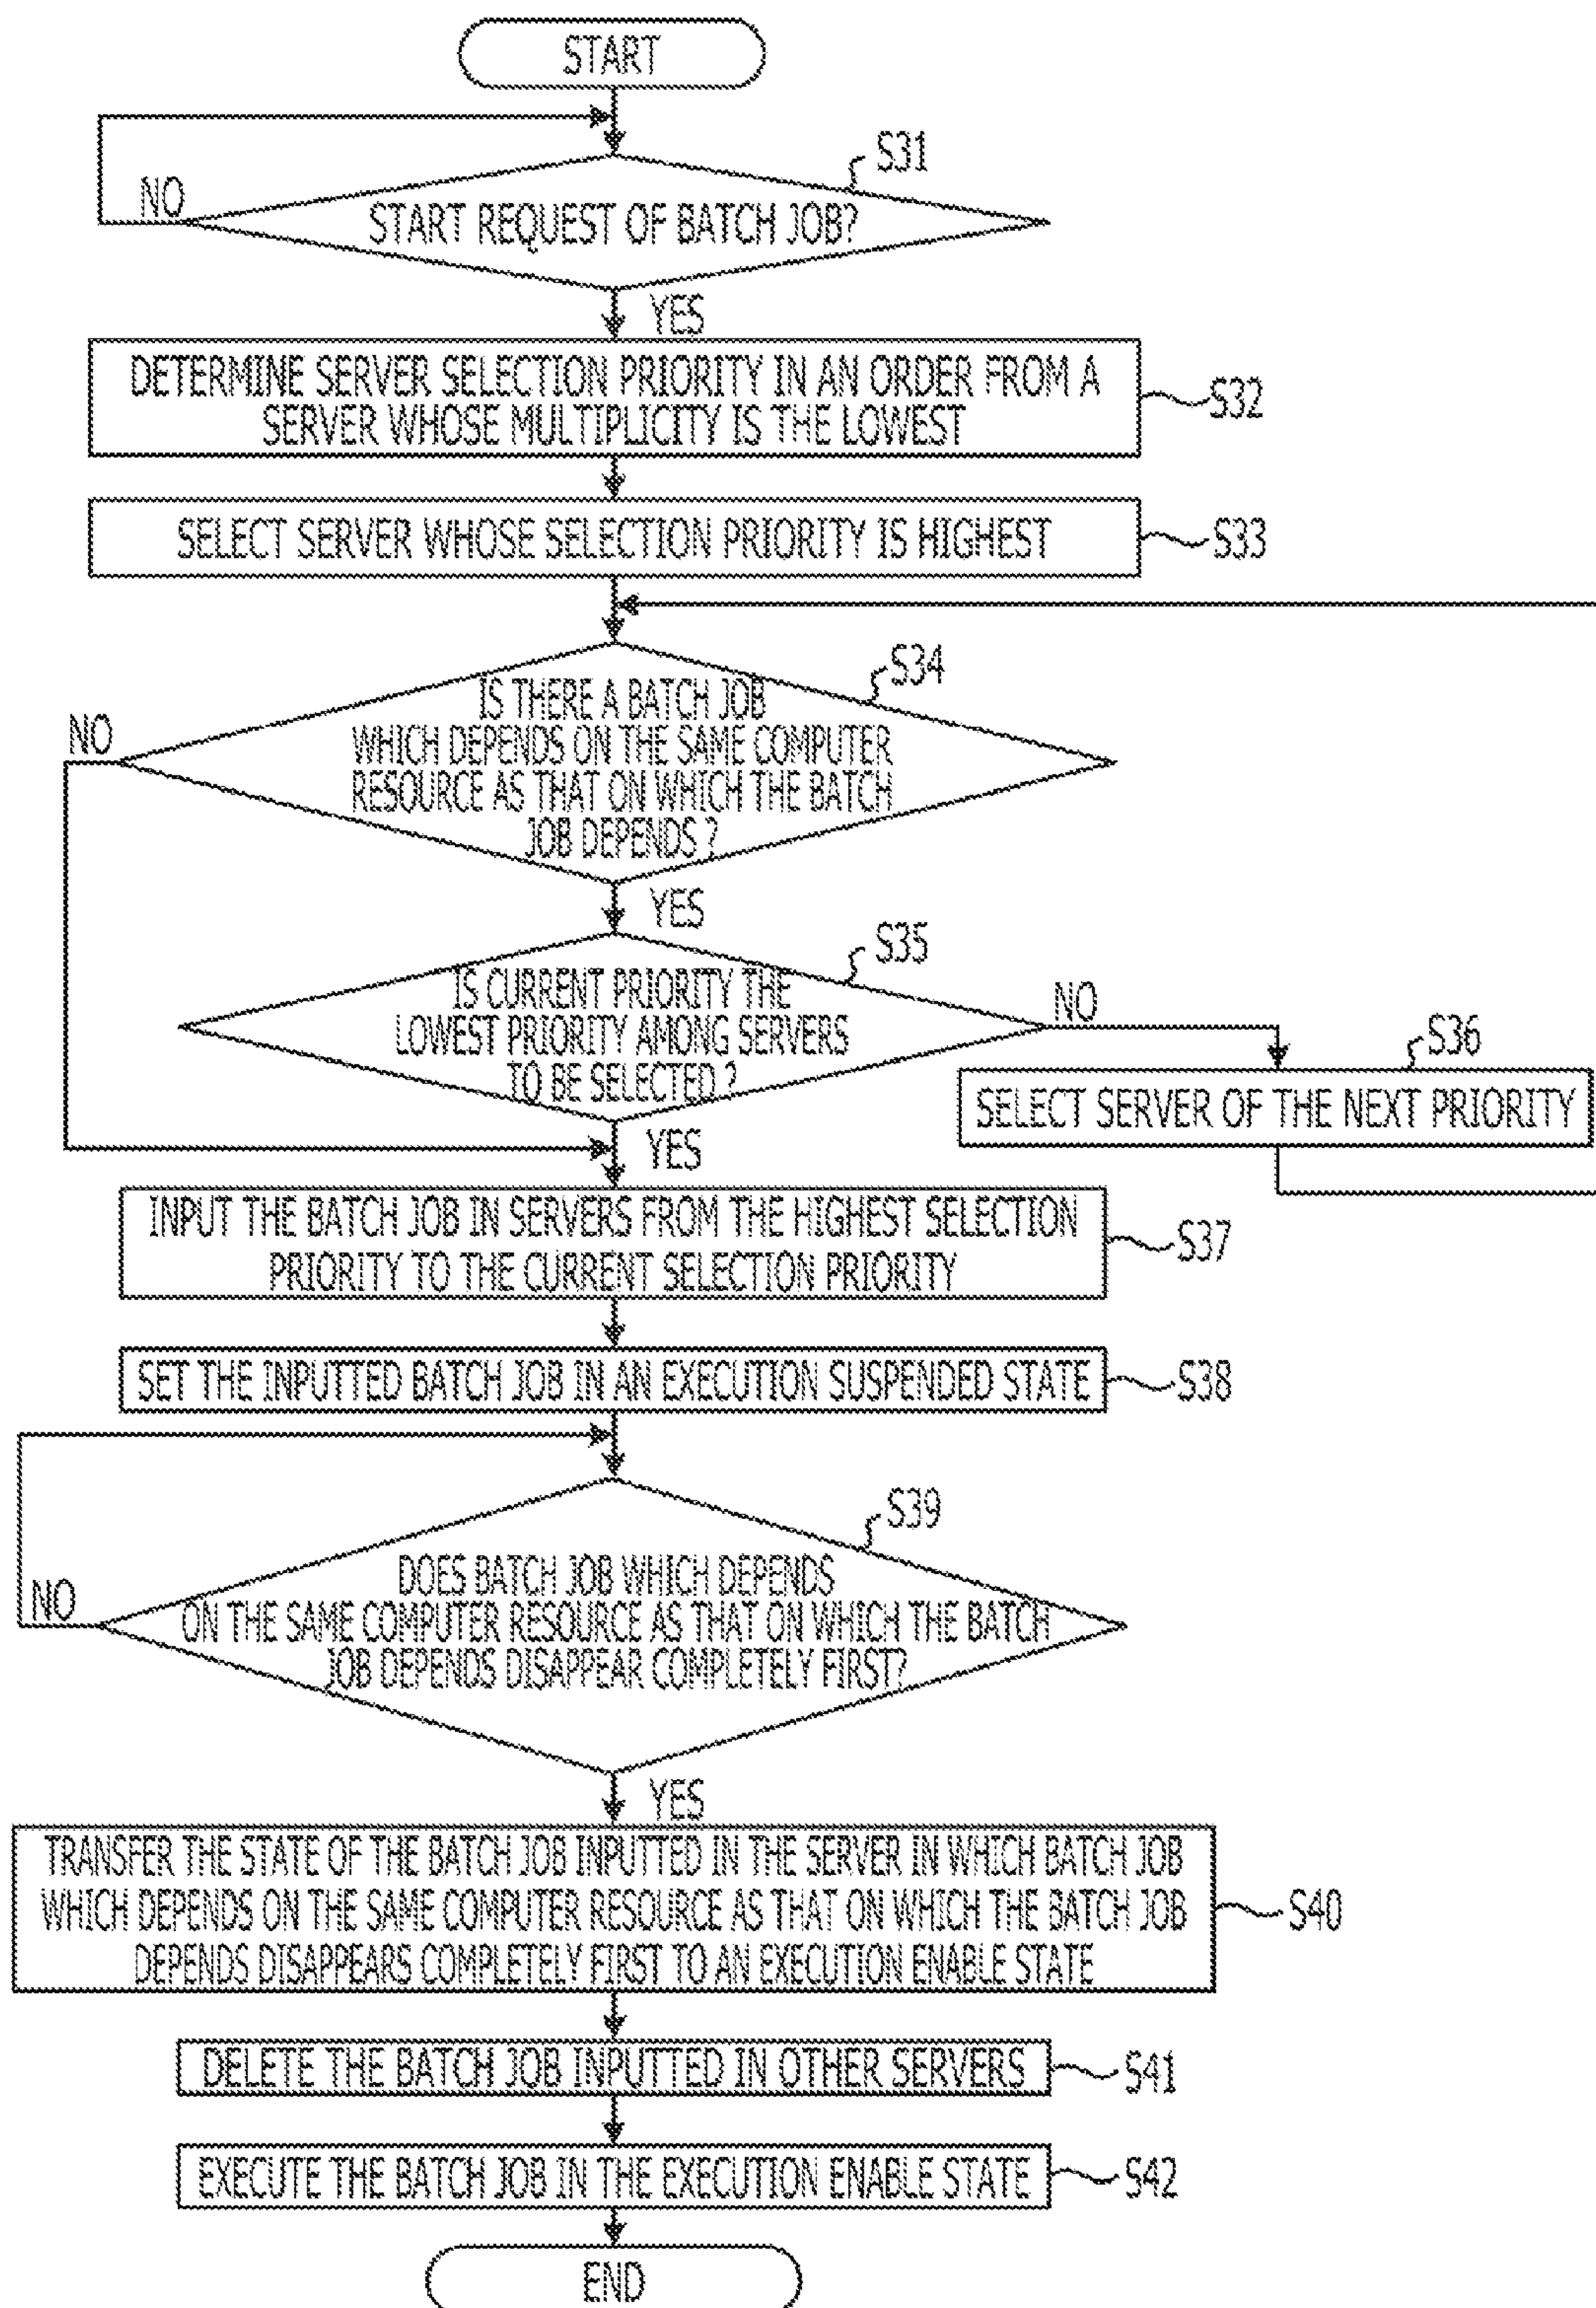 START
S31
NO
START REQUEST OF BATCH JOB?
YES
DETERMINE SERVER SELECTION PRIORITY IN AN ORDER FROM A
SERVER WHOSE MULTIPLICITY IS THE LOWEST
S32
SELECT SERVER WHOSE SELECTION PRIORITY IS HIGHEST
S33
S34
NO
IS THERE A BATCH JOB
WHICH DEPENDS ON THE SAME COMPUTER
RESOURCE AS THAT ON WHICH THE BATCH
JOB DEPENDS ?
YES
S35
IS CURRENT PRIORITY THE
LOWEST PRIORITY AMONG SERVERS
TO BE SELECTED ?
NO
S36
SELECT SERVER OF THE NEXT PRIORITY
YES
INPUT THE BATCH JOB IN SERVERS FROM THE HIGHEST SELECTION
PRIORITY TO THE CURRENT SELECTION PRIORITY
S37
SET THE INPUTTED BATCH JOB IN AN EXECUTION SUSPENDED STATE
S38
S39
NO
DOES BATCH JOB WHICH DEPENDS
ON THE SAME COMPUTER RESOURCE AS THAT ON WHICH THE BATCH
JOB DEPENDS DISAPPEAR COMPLETELY FIRST?
YES
TRANSFER THE STATE OF THE BATCH JOB INPUTTED IN THE SERVER IN WHICH BATCH JOB
WHICH DEPENDS ON THE SAME COMPUTER RESOURCE AS THAT ON WHICH THE BATCH JOB
DEPENDS DISAPPEARS COMPLETELY FIRST TO AN EXECUTION ENABLE STATE
S40
DELETE THE BATCH JOB INPUTTED IN OTHER SERVERS
S41
EXECUTE THE BATCH JOB IN THE EXECUTION ENABLE STATE
S42
END